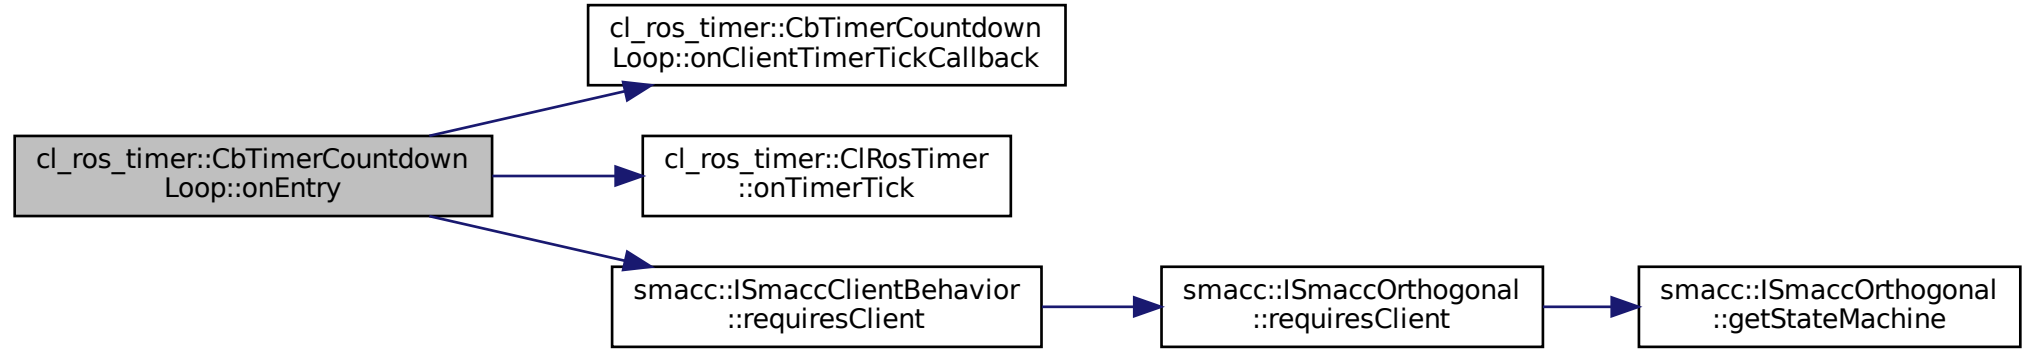 cl_ros_timer::CbTimerCountdown
Loop::onClientTimerTickCallback
cl_ros_timer::CbTimerCountdown
Loop::onEntry
cl_ros_timer::ClRosTimer
::onTimerTick
smacc::ISmaccClientBehavior
::requiresClient
smacc::ISmaccOrthogonal
::requiresClient
smacc::ISmaccOrthogonal
::getStateMachine